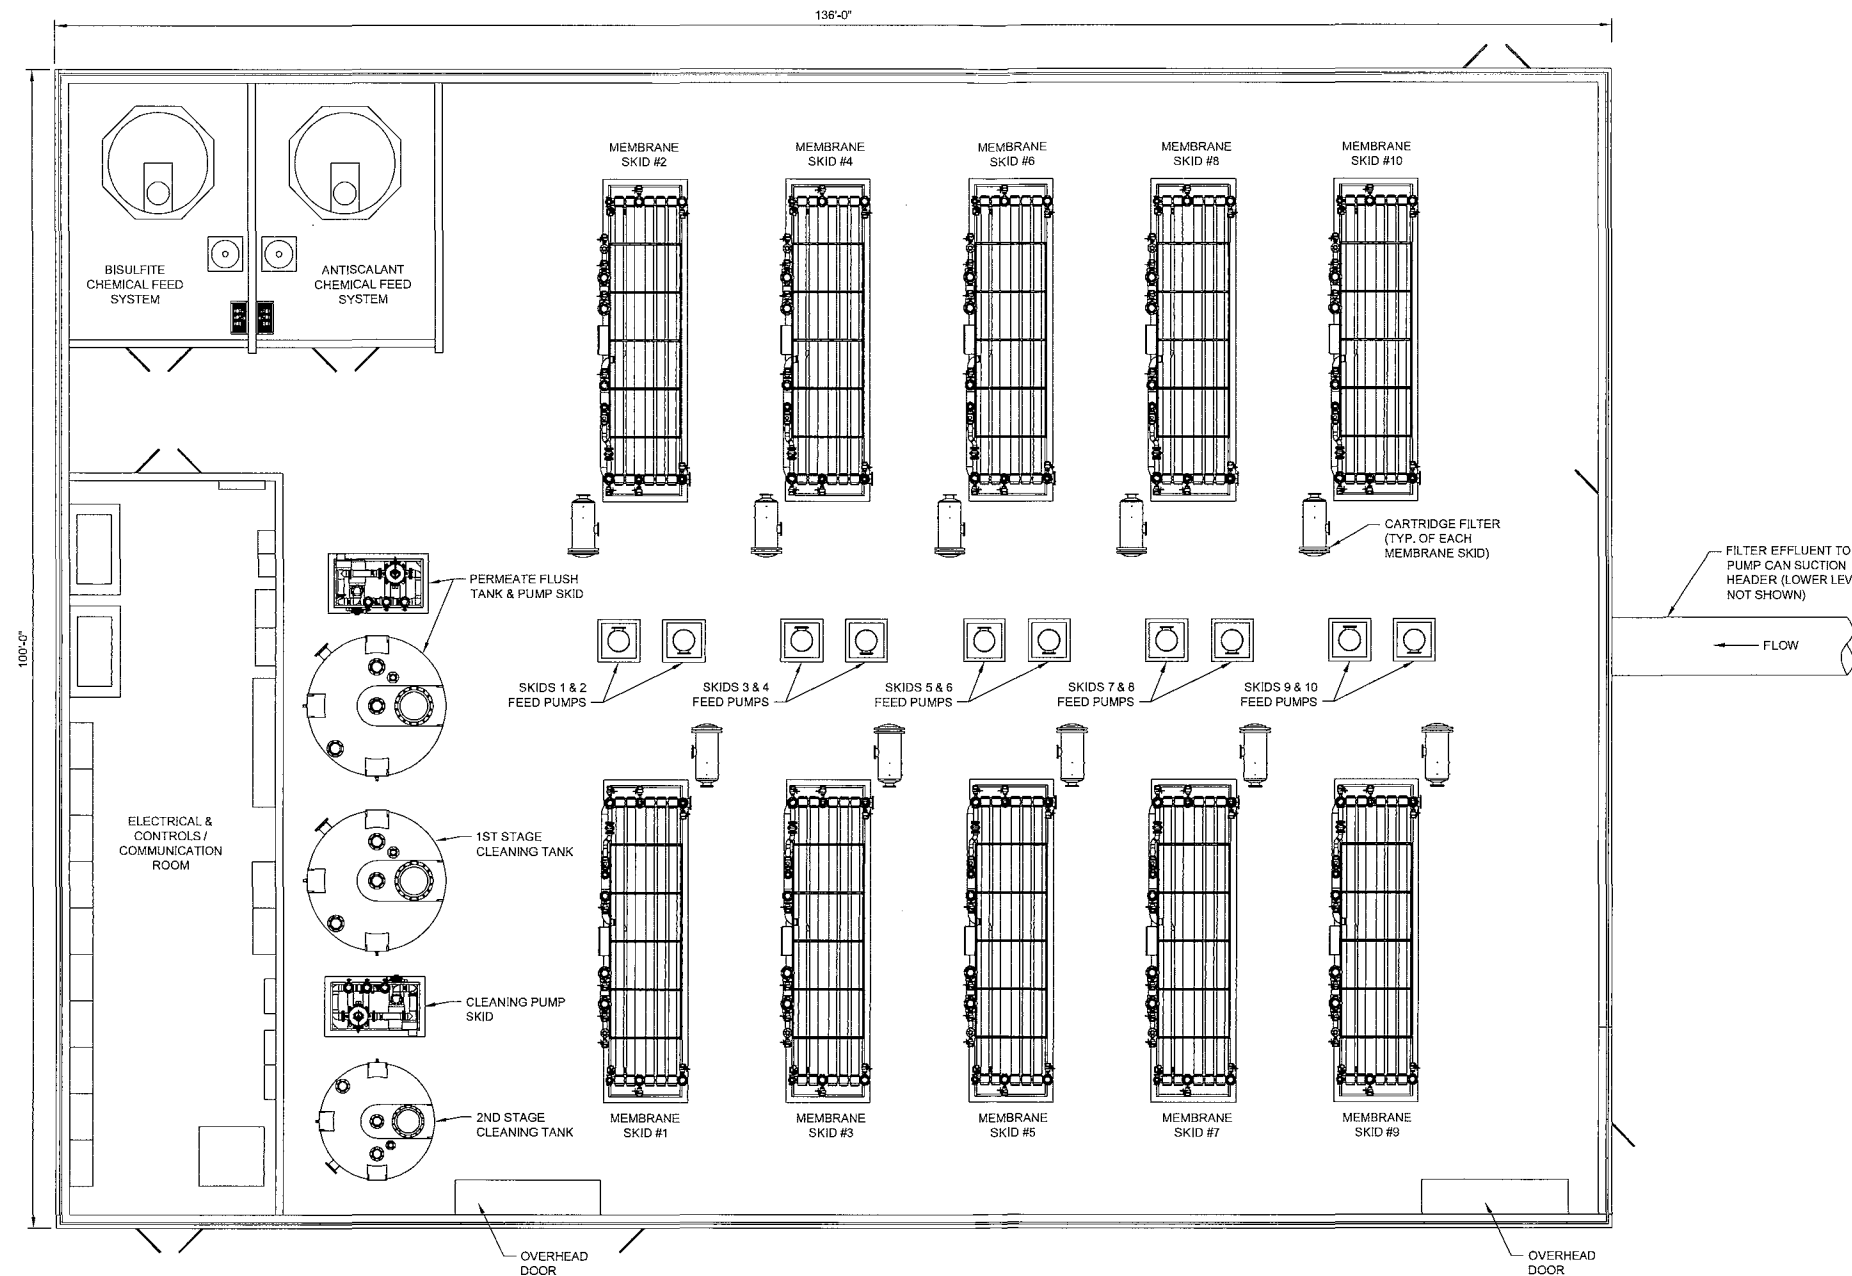 136'-0"
MEMBRANE
SKID #2
MEMBRANE
SKID #4
MEMBRANE
SKID #6
MEMBRANE
SKID #8
MEMBRANE
SKID #10
BISULFITE
CHEMICAL FEED
SYSTEM
ANTISCALANT
CHEMICAL FEED
SYSTEM
CARTRIDGE FILTER
(TYP. OF EACH
MEMBRANE SKID)
FILTER EFFLUENT TO
PUMP CAN SUCTION
HEADER (LOWER LEV
NOT SHOWN)
FLOW
PERMEATE FLUSH
TANK & PUMP SKID
100'-0"
SKIDS 1 & 2
FEED PUMPS
SKIDS 3 & 4
FEED PUMPS
SKIDS 5 & 6
FEED PUMPS
SKIDS 7 & 8
FEED PUMPS
SKIDS 9 & 10
FEED PUMPS
ELECTRICAL &
CONTROLS /
COMMUNICATION
ROOM
1ST STAGE
CLEANING TANK
CLEANING PUMP
SKID
2ND STAGE
CLEANING TANK
MEMBRANE
SKID #1
MEMBRANE
SKID #3
MEMBRANE
SKID #5
MEMBRANE
SKID #7
MEMBRANE
SKID #9
OVERHEAD
DOOR
OVERHEAD
DOOR